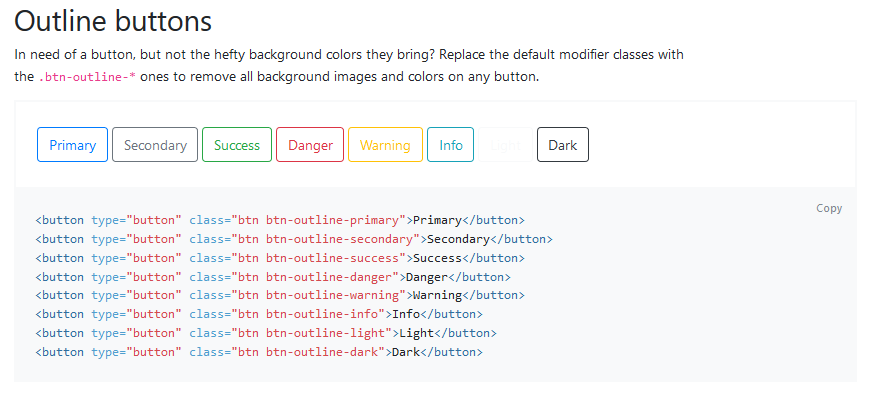 Outline buttons
In need of a button, but not the hefty background colors they bring? Replace the default modifier classes with
the .btn-outline-* ones to remove all background images and colors on any button.
Primary Secondary Success Danger Warning Info Light Dark
Copy
<button type="button" class="btn btn-outline-primary">Primary</button>
<button type="button" class="btn btn-outline-secondary">Secondary</button>
<button type="button" class="btn btn-outline-success">Success</button>
<button type="button" class="btn btn-outline-danger">Danger</button>
<button type="button" class="btn btn-outline-warning">Warning</button>
<button type="button" class="btn btn-outline-info">Info</button>
<button type="button" class="btn btn-outline-light">Light</button>
<button type="button" class="btn btn-outline-dark">Dark</button>